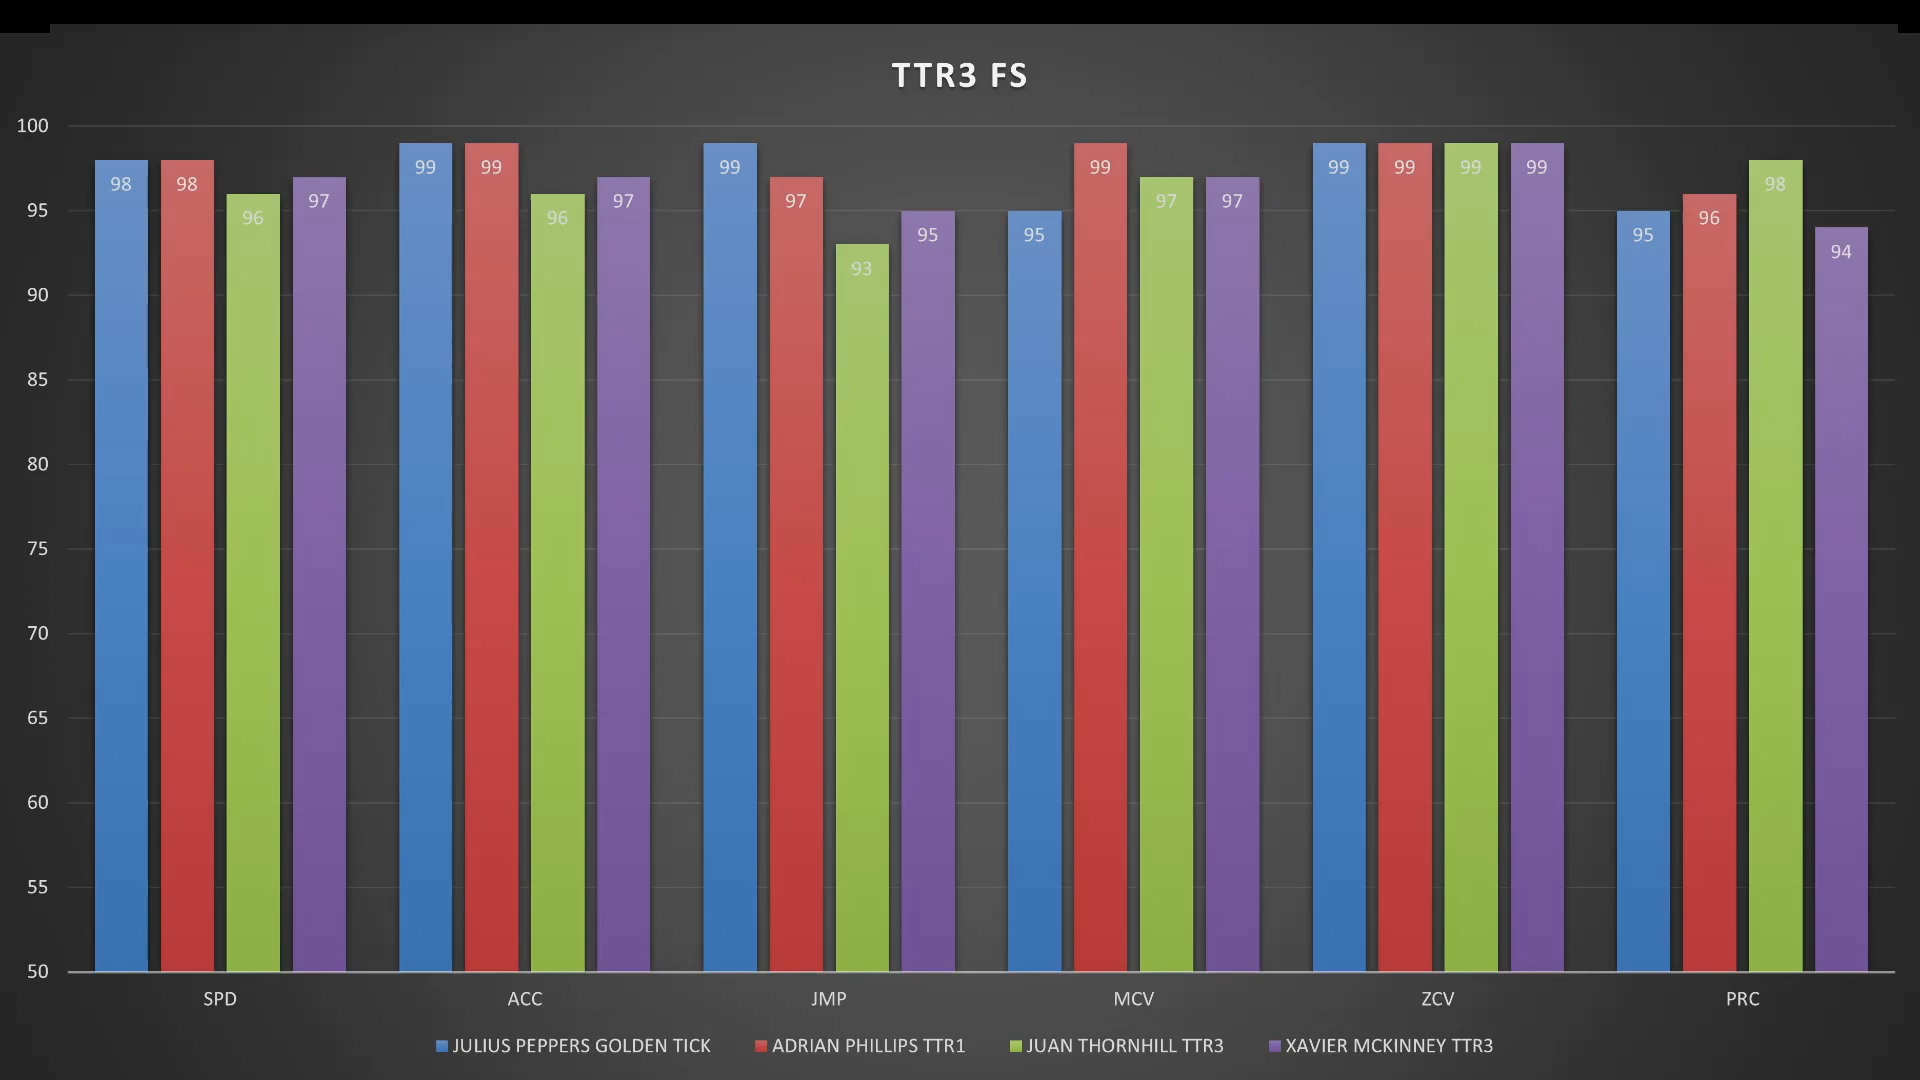 TTR3 FS
100
95
90
85
80
75
70
65
60
55
50
98 98 96 97
99 99 96 97
99 97 93 95
95 99 97 97
99 99 99 99
95 96 98 94
SPD ACC JMP MCV ZCV PRC
JULIUS PEPPERS GOLDEN TICK ADRIAN PHILLIPS TTR1 JUAN THORNHILL TTR3 XAVIER MCKINNEY TTR3